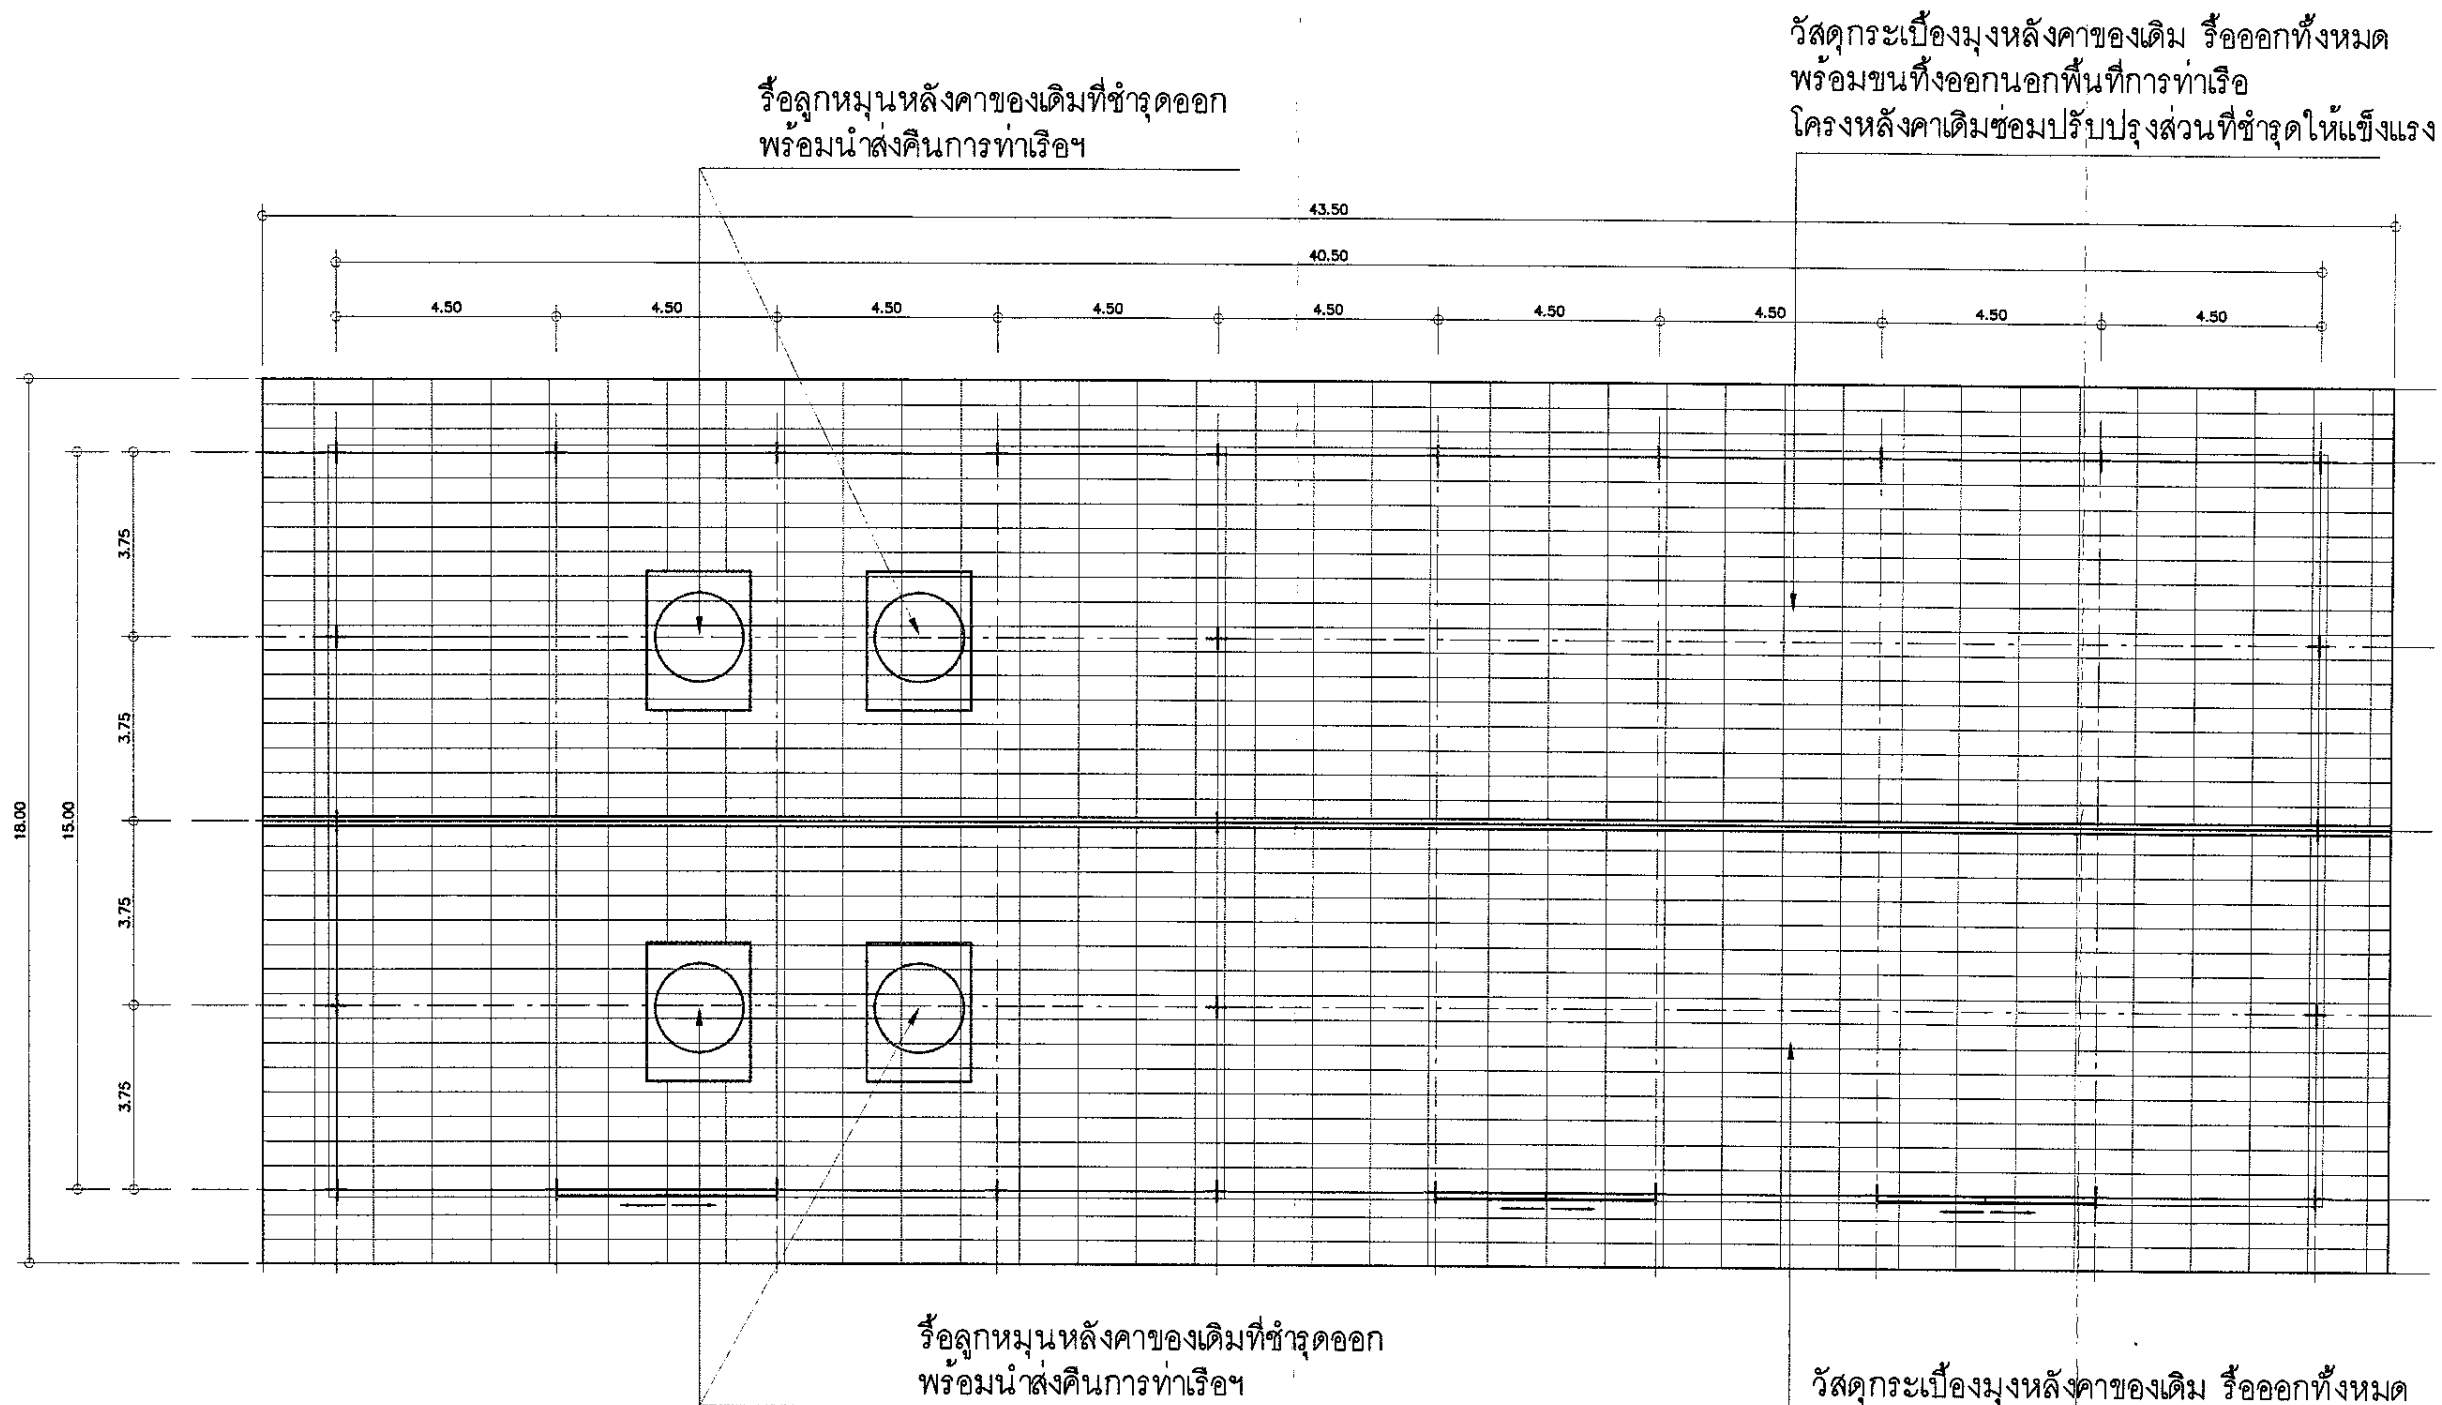 วัสดุกระเบื้องมุงหลังคาของเดิม รื้อออกทั้งหมด
พร้อมขนทิ้งออกนอกพื้นที่การท่าเรือ
โครงหลังคาเดิมซ่อมปรับปรุงส่วนที่ชำรุดให้แข็งแรง
รื้อลูกหมุนหลังคาของเดิมที่ชำรุดออก
พร้อมนำส่งคืนการท่าเรือฯ
43.50
40.50
4.50 4.50 4.50 4.50 4.50 4.50 4.50 4.50 4.50
3.75
3.75
18.00
15.00
3.75
3.75
รื้อลูกหมุนหลังคาของเดิมที่ชำรุดออก
พร้อมนำส่งคืนการท่าเรือฯ
วัสดุกระเบื้องมุงหลังคาของเดิม รื้อออกทั้งหมด